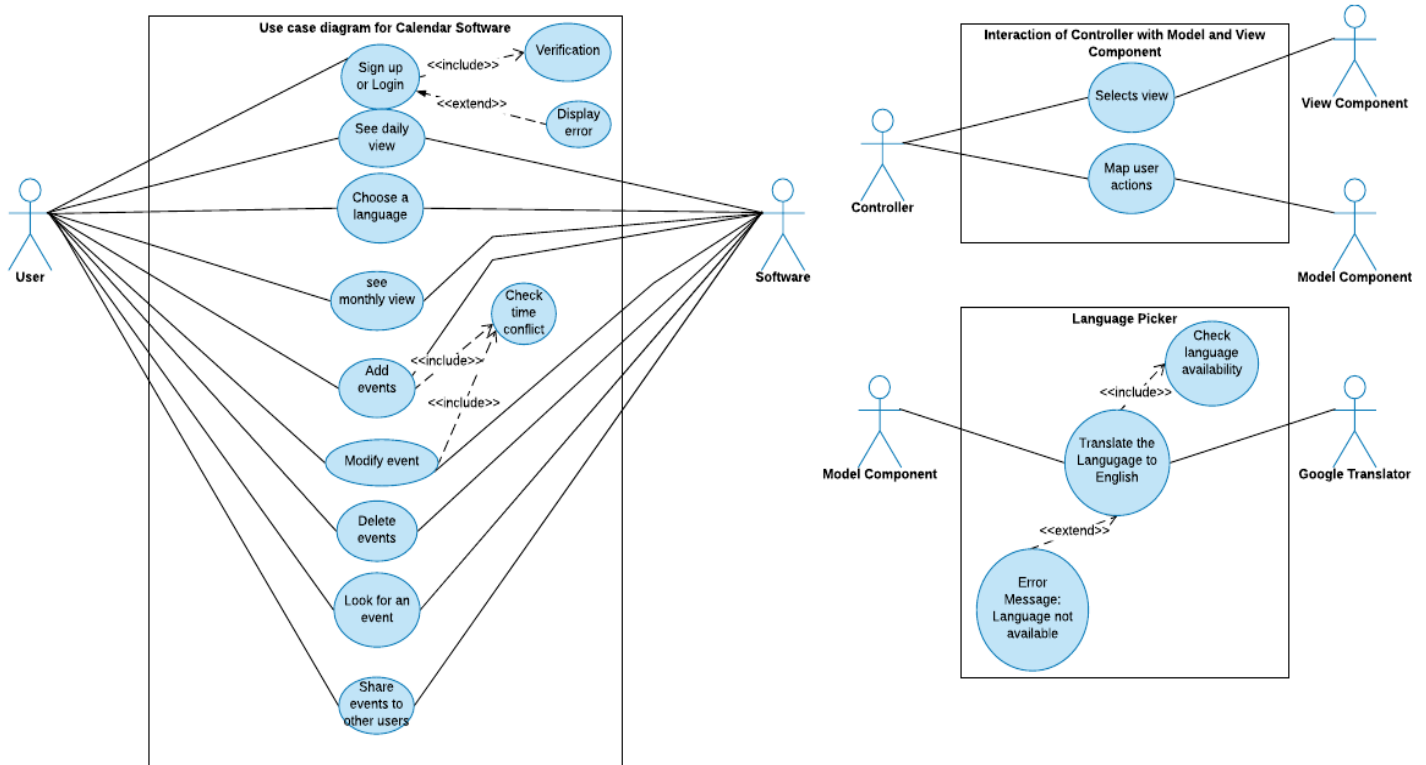 Use case diagram for Calendar Software
Sign up
or Login
<<include>>
Verification
<<extend>>
Display
error
See daily
view
Choose a
language
User
Software
see
monthly view
Check
time
conflict
Add
events
<<include>>
<<include>>
Modify event
Delete
events
Look for an
event
Share
events to
other users
Interaction of Controller with Model and View
Component
Selects view
View Component
Map user
actions
Controller
Model Component
Language Picker
Check
language
availability
<<include>>
Translate the
Langugage to
English
Model Component
Google Translator
<<extend>>
Error
Message:
Language not
available